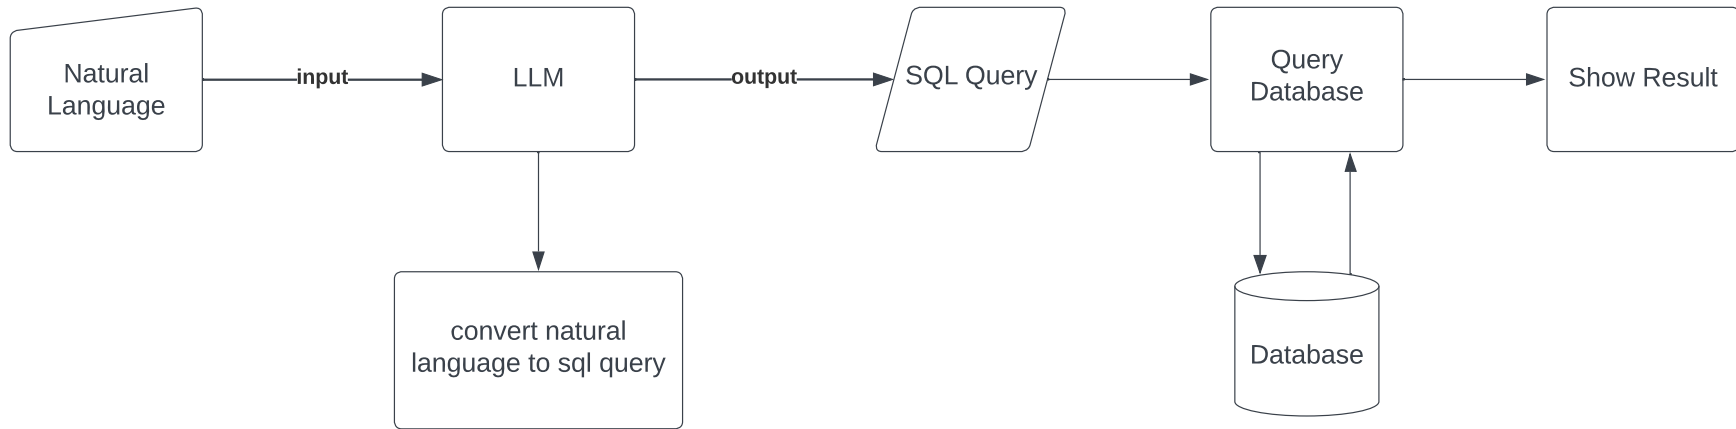 Natural
Language
input
LLM
output
SQL Query
Query
Database
Show Result
convert natural
language to sql query
Database